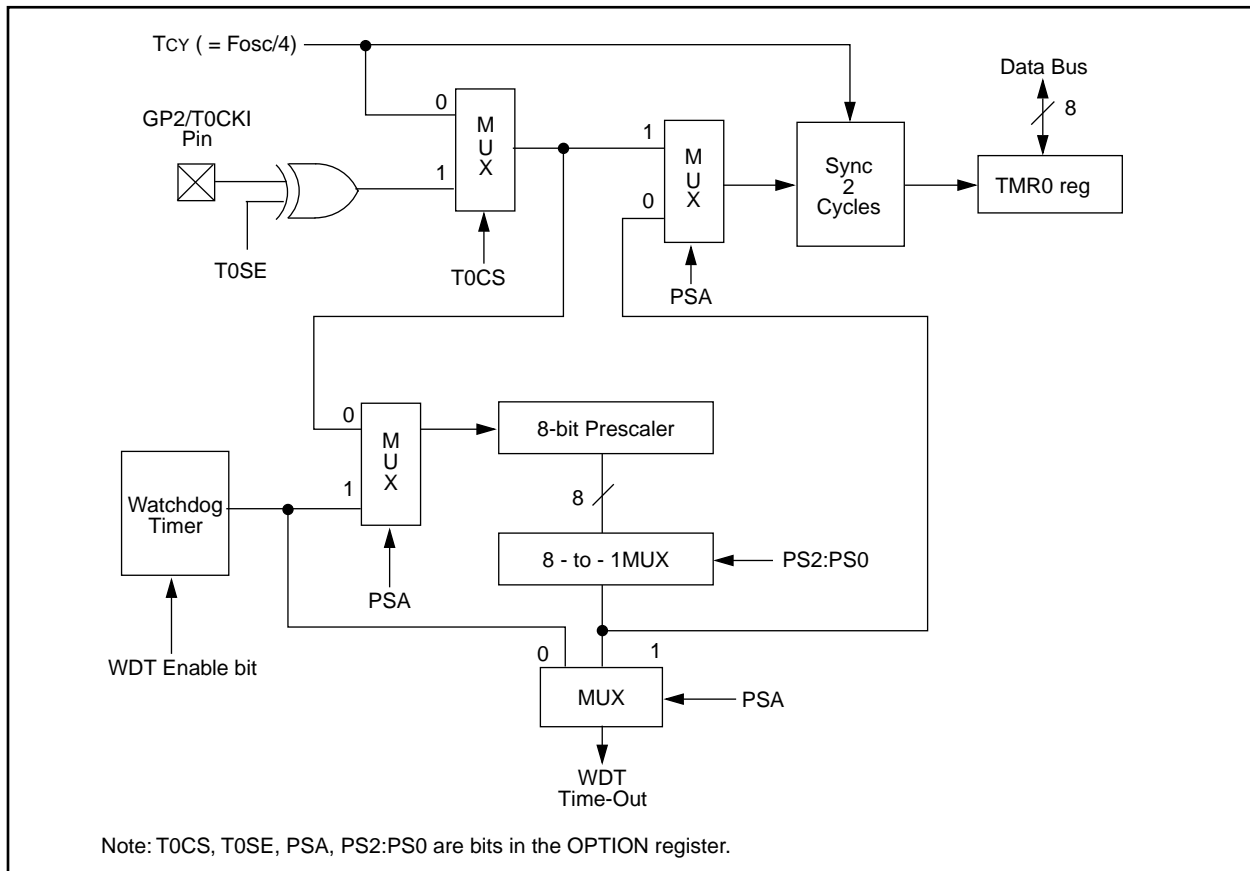 TCY ( = Fosc/4)
Data Bus
8
GP2/T0CKI
Pin
0
1
MUX
T0SE
T0CS
1
0
MUX
PSA
Sync
2
Cycles
TMR0 reg
0
1
MUX
8-bit Prescaler
Watchdog
Timer
8
8 - to - 1MUX
PS2:PS0
PSA
WDT Enable bit
0
1
MUX
PSA
WDT
Time-Out
Note: T0CS, T0SE, PSA, PS2:PS0 are bits in the OPTION register.